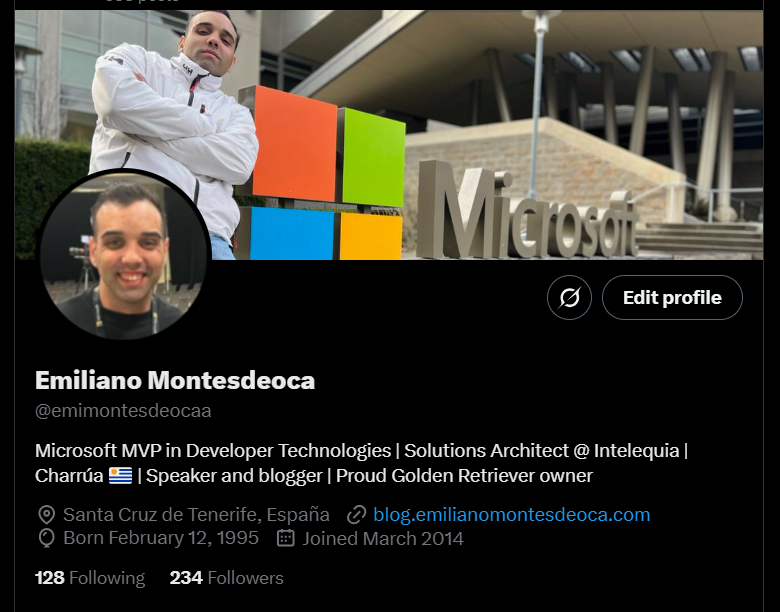 Microsoft
Edit profile
Emiliano Montesdeoca
@emimontesdeocaa
Microsoft MVP in Developer Technologies | Solutions Architect @ Intelequia |
Charrúa 🇺🇾 | Speaker and blogger | Proud Golden Retriever owner
Santa Cruz de Tenerife, España blog.emilianomontesdeoca.com
Born February 12, 1995 Joined March 2014
128 Following 234 Followers